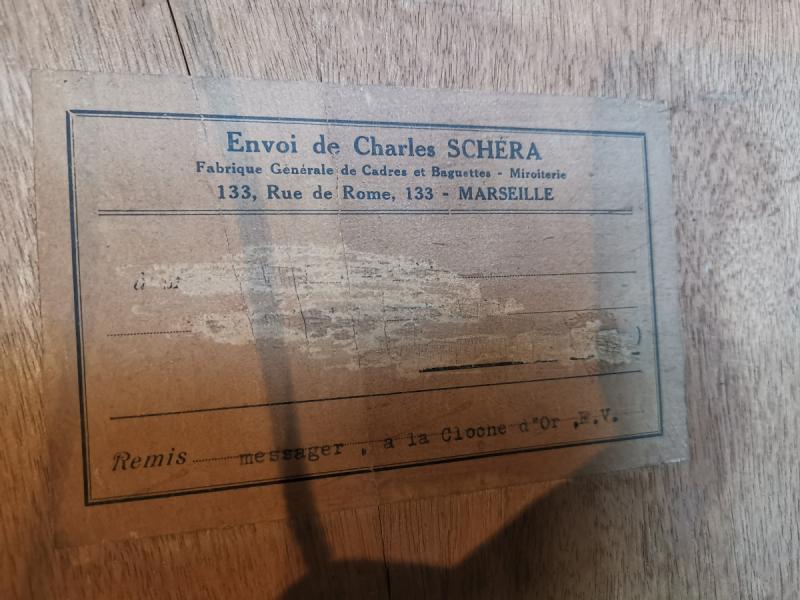 Envoi de Charles SCHÉRA
Fabrique Générale de Cadres et Baguettes - Miroiterie
133, Rue de Rome, 133 - MARSEILLE
à
Remis messager , a la Cloche d"Or ,E.V.